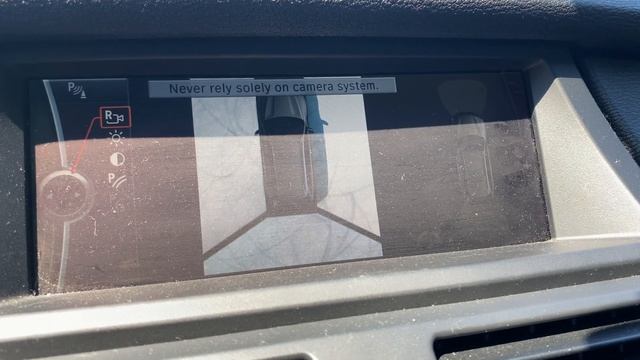 P
Never rely solely on camera system.
R
P